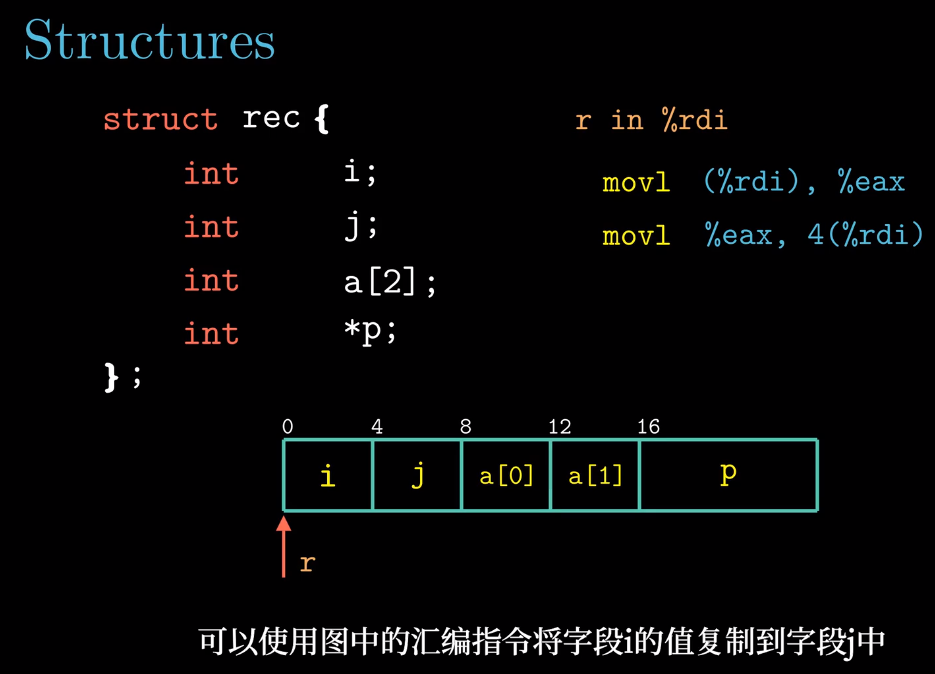 Structures
struct rec {
int i;
int j;
int a[2];
int *p;
};
r in %rdi
movl (%rdi), %eax
movl %eax, 4(%rdi)
0 4 8 12 16
i j a[0] a[1] p
r
可以使用图中的汇编指令将字段i的值复制到字段j中